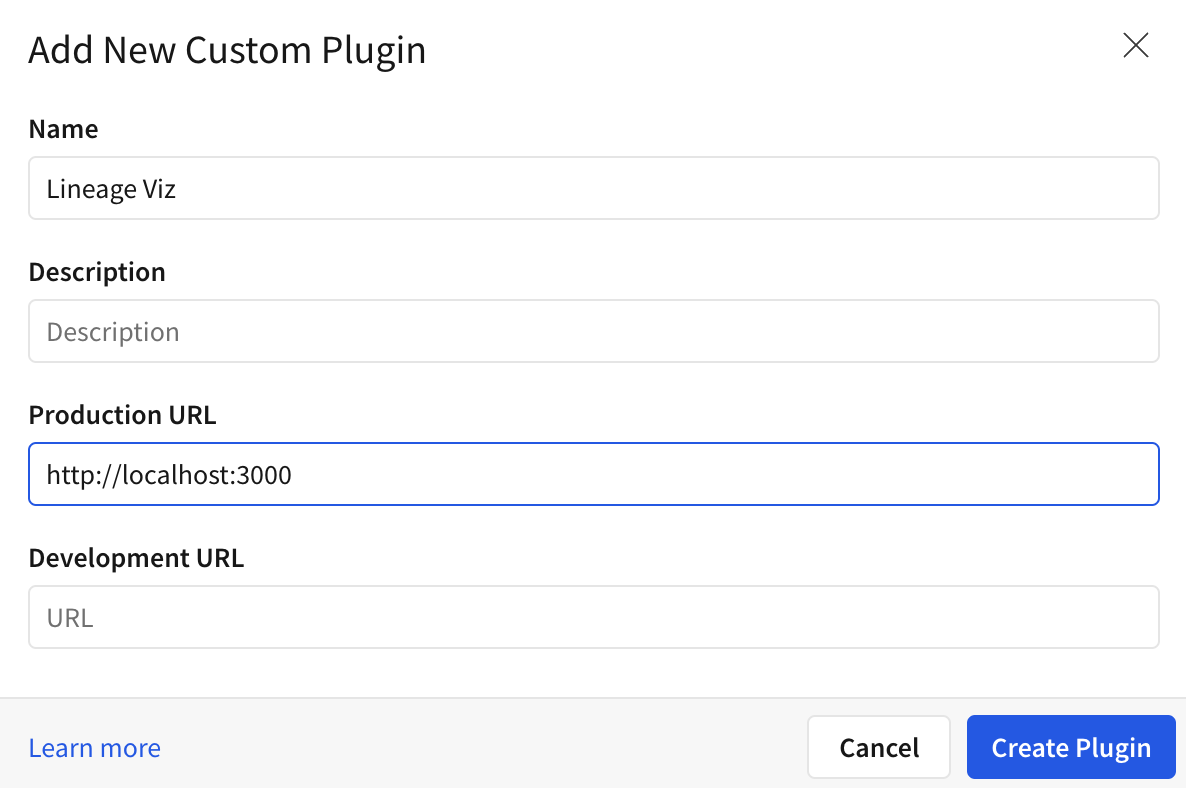 Add New Custom Plugin
Name
Lineage Viz
Description
Description
Production URL
http://localhost:3000
Development URL
URL
Learn more
Cancel
Create Plugin